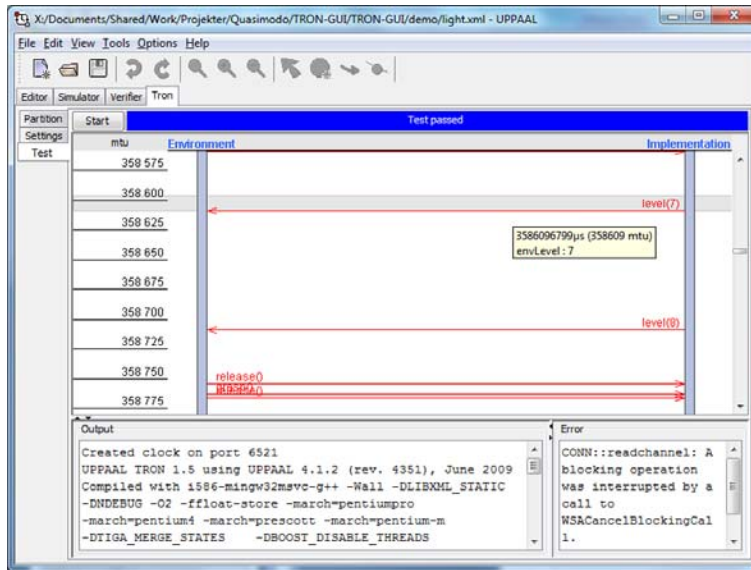 X:/Documents/Shared/Work/Projekter/Quasimodo/TRON-GUI/TRON-GUI/demo/light.xml - UPPAAL
File Edit View Tools Options Help
Editor Simulator Verifier Tron
Partition Start Test passed
Settings
Test
mtu Environment Implementation
358 575
358 600
level(7)
358 625
3586096799µs (358609 mtu)
envLevel : 7
358 650
358 675
358 700
level(8)
358 725
358 750
release()
358 775
Output
Created clock on port 6521
UPPAAL TRON 1.5 using UPPAAL 4.1.2 (rev. 4351), June 2009
Compiled with i586-mingw32msvc-g++ -Wall -DLIBXML_STATIC
-DNDEBUG -O2 -ffloat-store -march=pentiumpro
-march=pentium4 -march=prescott -march=pentium-m
-DTIGA_MERGE_STATES -DBOOST_DISABLE_THREADS
Error
CONN::readchannel: A
blocking operation
was interrupted by a
call to
WSACancelBlockingCal
l.